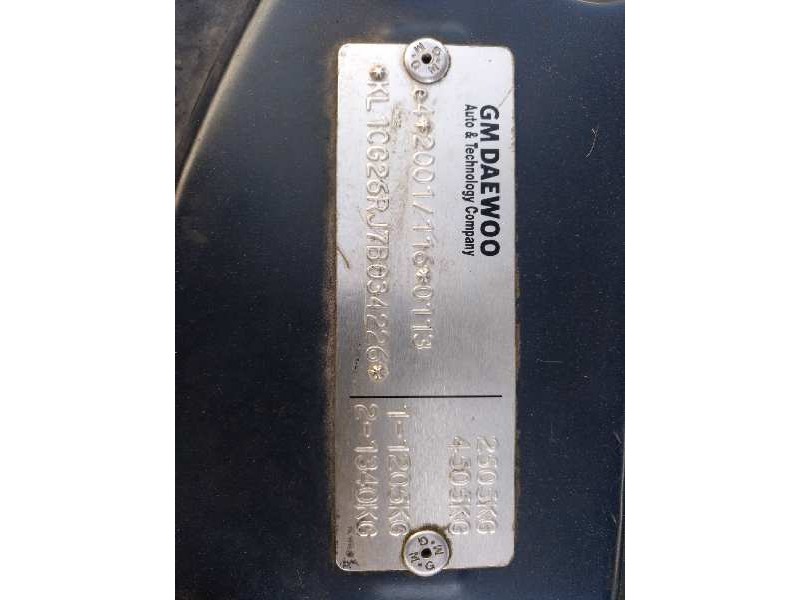 GM DAEWOO
Auto & Technology Company
e4*2001/116*0113
*KL1CG26RJ7B034226*
2505KG
4505KG
1-1205KG
2-1340KG
G.M.
G.M.